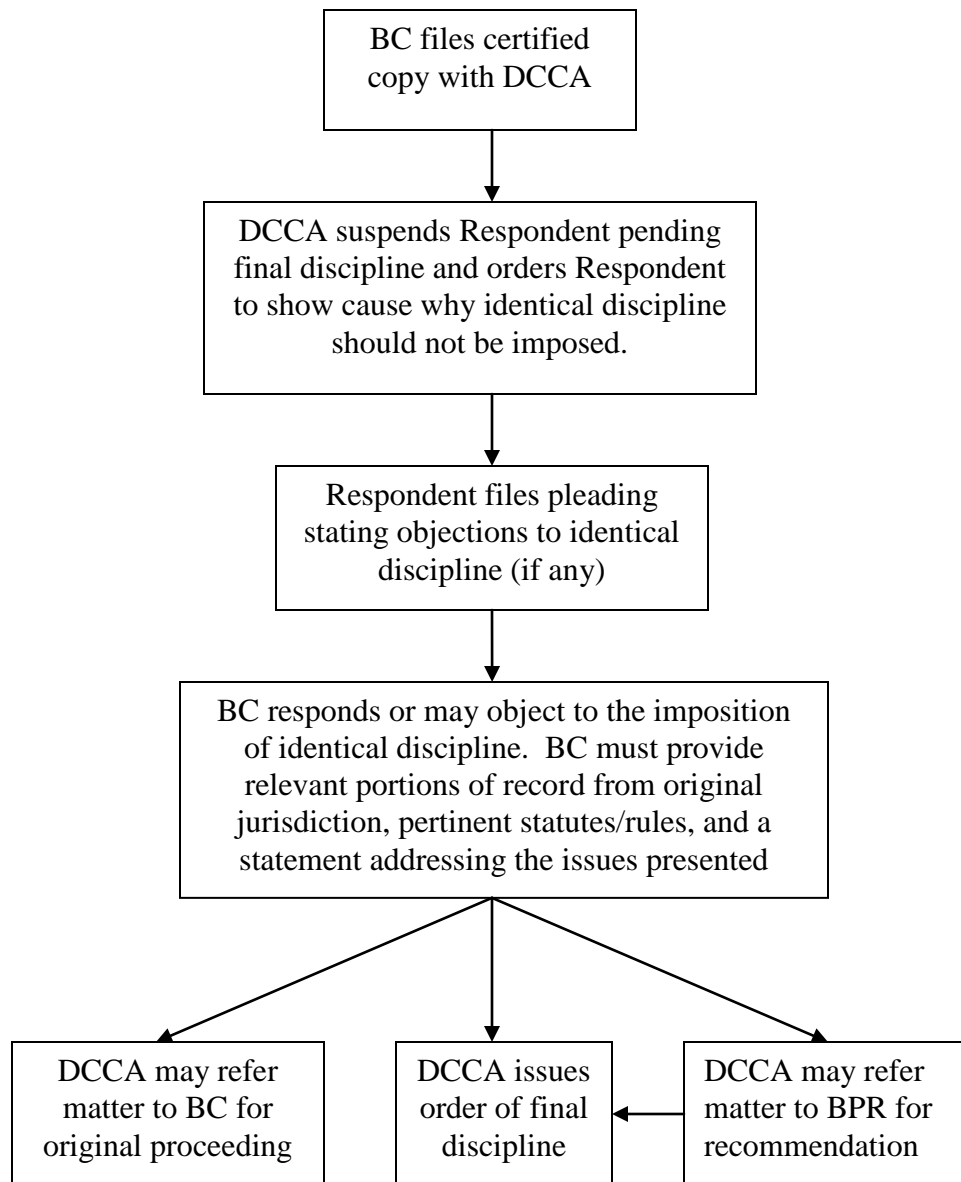 BC files certified
copy with DCCA
DCCA suspends Respondent pending
final discipline and orders Respondent
to show cause why identical discipline
should not be imposed.
Respondent files pleading
stating objections to identical
discipline (if any)
BC responds or may object to the imposition
of identical discipline.  BC must provide
relevant portions of record from original
jurisdiction, pertinent statutes/rules, and a
statement addressing the issues presented
DCCA may refer
matter to BC for
original proceeding
DCCA issues
order of final
discipline
DCCA may refer
matter to BPR for
recommendation